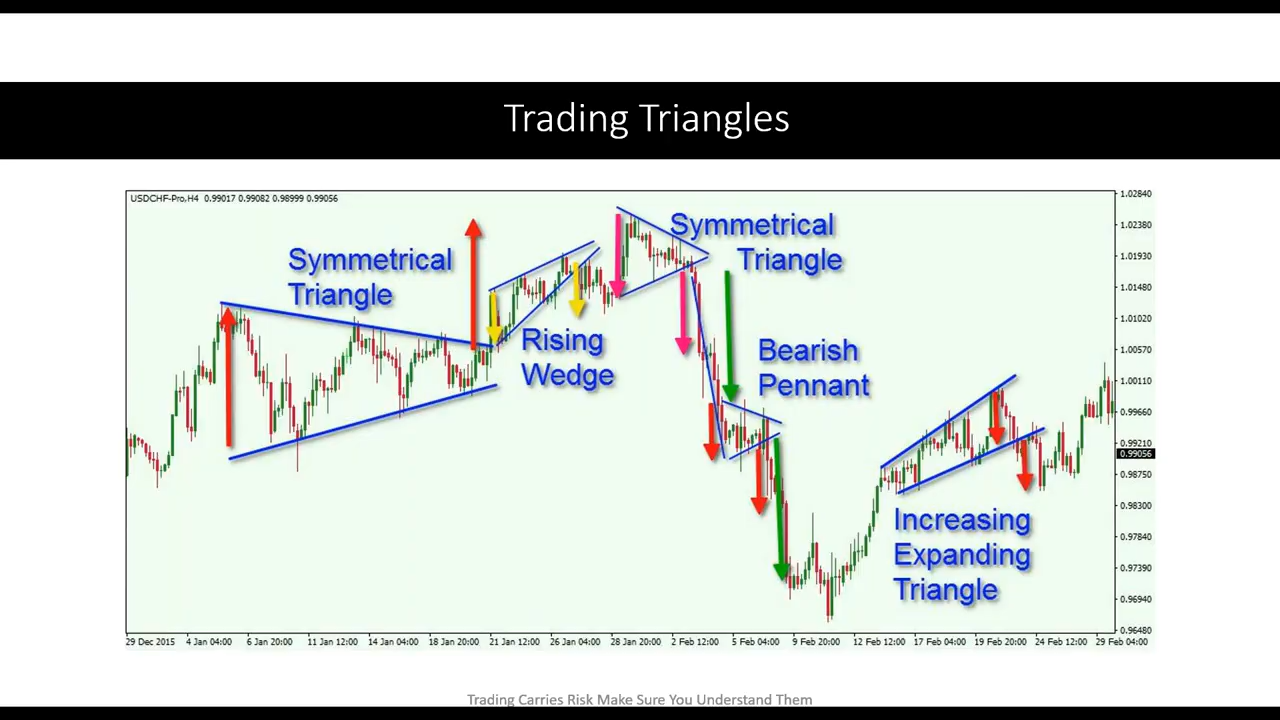 Trading Triangles
USDCHF-Pro,H4 0.99017 0.99082 0.98999 0.99056
Symmetrical
Triangle
Rising
Wedge
Symmetrical
Triangle
Bearish
Pennant
Increasing
Expanding
Triangle
1.02840
1.02380
1.01930
1.01480
1.01020
1.00570
1.00110
0.99660
0.99210
0.99056
0.98750
0.98300
0.97840
0.97390
0.96940
0.96480
29 Dec 2015 4 Jan 04:00 6 Jan 20:00 11 Jan 12:00 14 Jan 04:00 18 Jan 20:00 21 Jan 12:00 26 Jan 04:00 28 Jan 20:00 2 Feb 12:00 5 Feb 04:00 9 Feb 20:00 12 Feb 12:00 17 Feb 04:00 19 Feb 20:00 24 Feb 12:00 29 Feb 04:00
Trading Carries Risk Make Sure You Understand Them